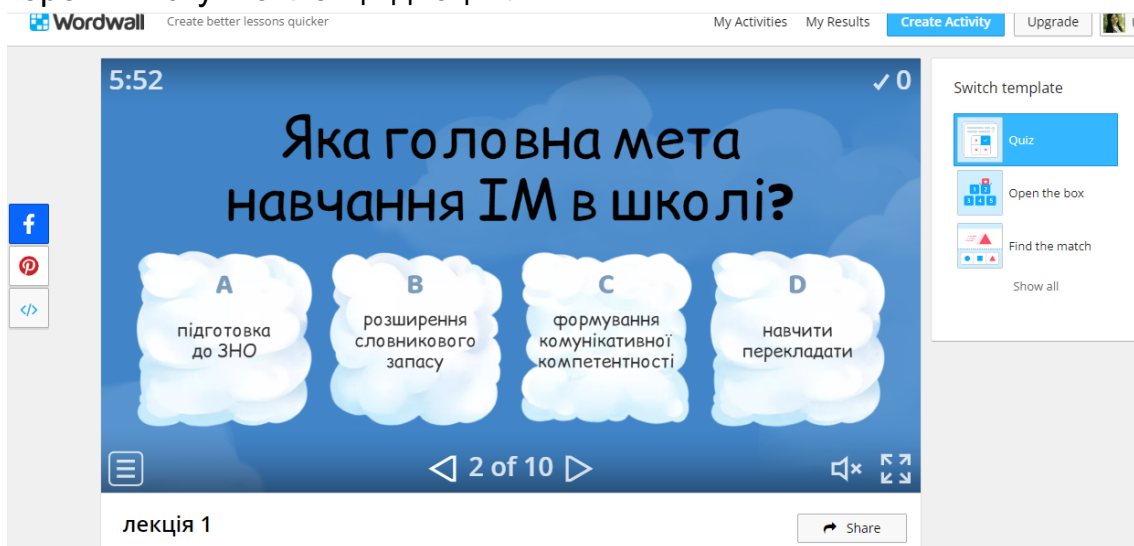 Wordwall Create better lessons quicker My Activities My Results Create Activity Upgrade
5:52 0
Switch template
Яка головна мета
навчання ІМ в школі?
Quiz
Open the box
Find the match
Show all
A
підготовка
до ЗНО
B
розширення
словникового
запасу
C
формування
комунікативної
компетентності
D
навчити
перекладати
2 of 10
лекція 1
Share